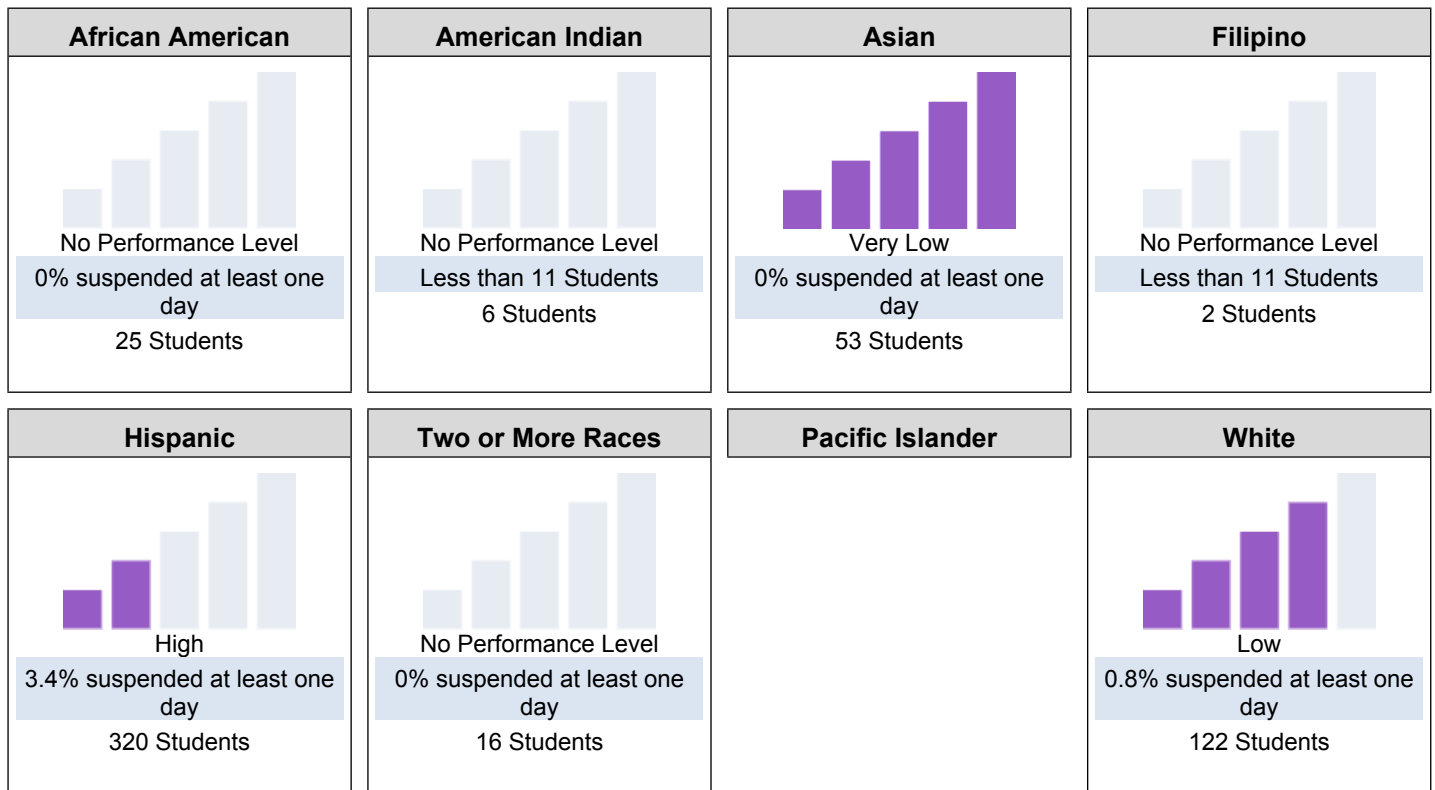 African American
No Performance Level
0% suspended at least one
day
25 Students
American Indian
No Performance Level
Less than 11 Students
6 Students
Asian
Very Low
0% suspended at least one
day
53 Students
Filipino
No Performance Level
Less than 11 Students
2 Students
Hispanic
High
3.4% suspended at least one
day
320 Students
Two or More Races
No Performance Level
0% suspended at least one
day
16 Students
Pacific Islander
White
Low
0.8% suspended at least one
day
122 Students